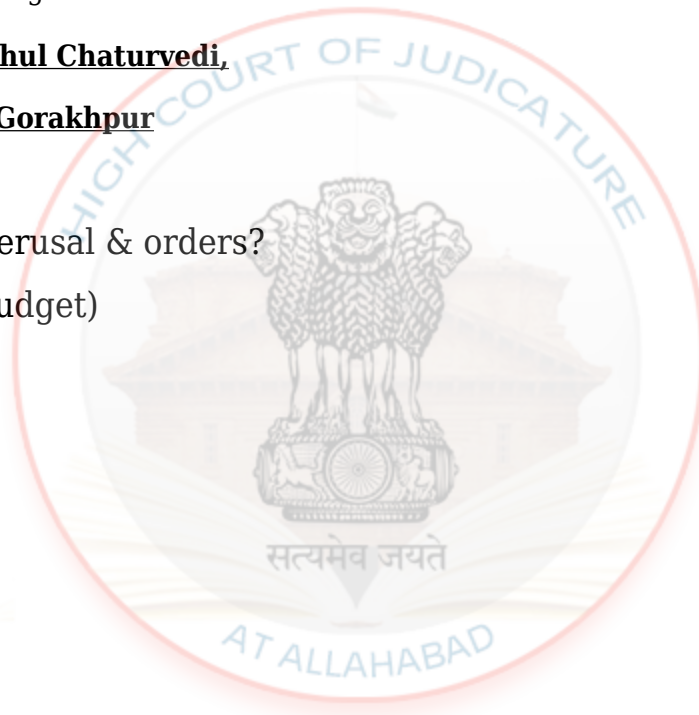 hul Chaturvedi,
Gorakhpur
erusal & orders?
udget)
HIGH COURT OF JUDICATURE
सत्यमेव जयते
AT ALLAHABAD